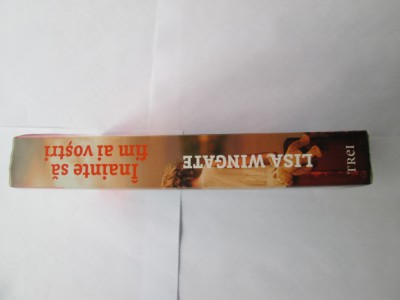 LISA WINGATE
Înainte să
fim ai voștri
TREI